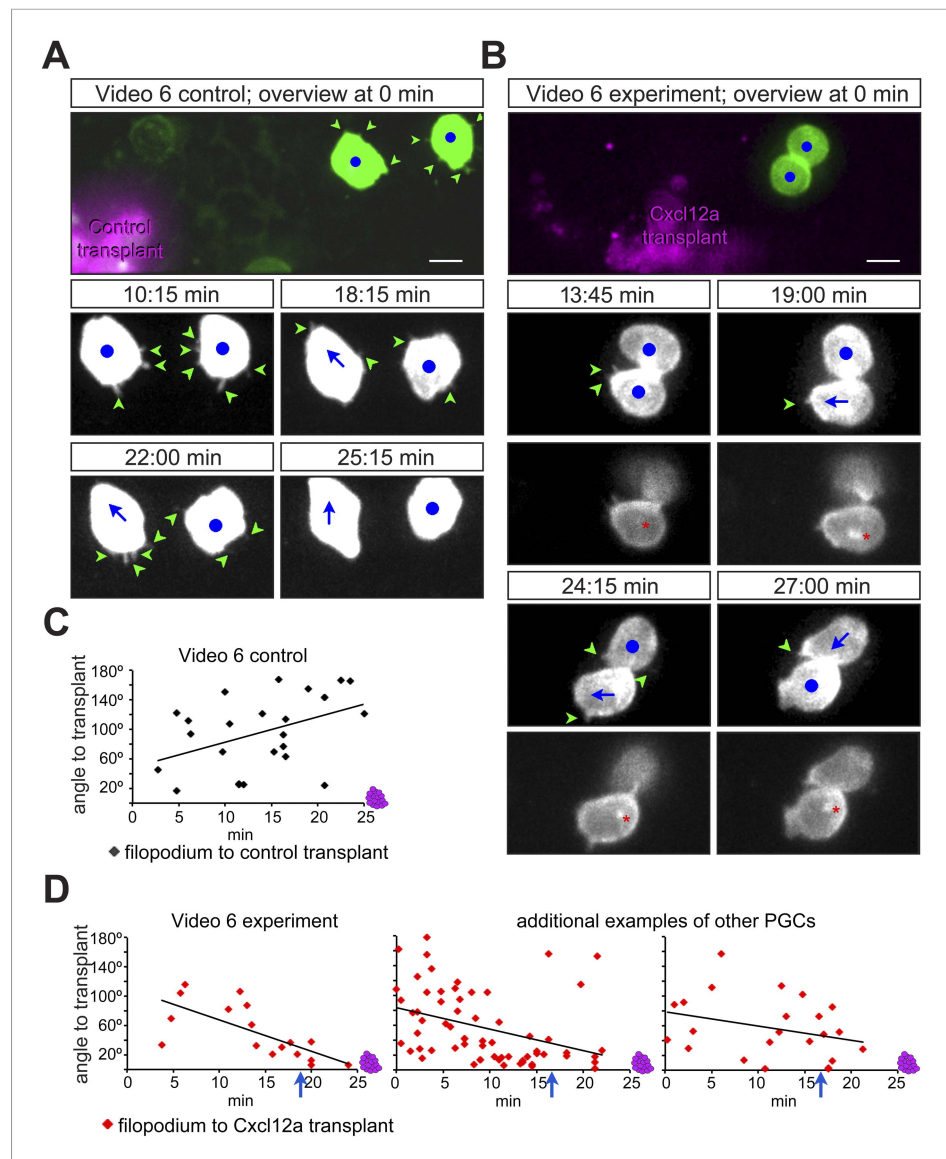 A
B
Video 6 control; overview at 0 min
Video 6 experiment; overview at 0 min
Control
transplant
Cxcl12a
transplant
10:15 min
18:15 min
13:45 min
19:00 min
22:00 min
25:15 min
24:15 min
27:00 min
*
*
*
*
C
Video 6 control
angle to transplant
180º
140º
100º
60º
20º
0
5
10
15
20
25
min
filopodium to control transplant
D
Video 6 experiment
additional examples of other PGCs
angle to transplant
180º
140º
100º
60º
20º
0
5
10
15
20
25
min
0
5
10
15
20
25
min
0
5
10
15
20
25
min
filopodium to Cxcl12a transplant